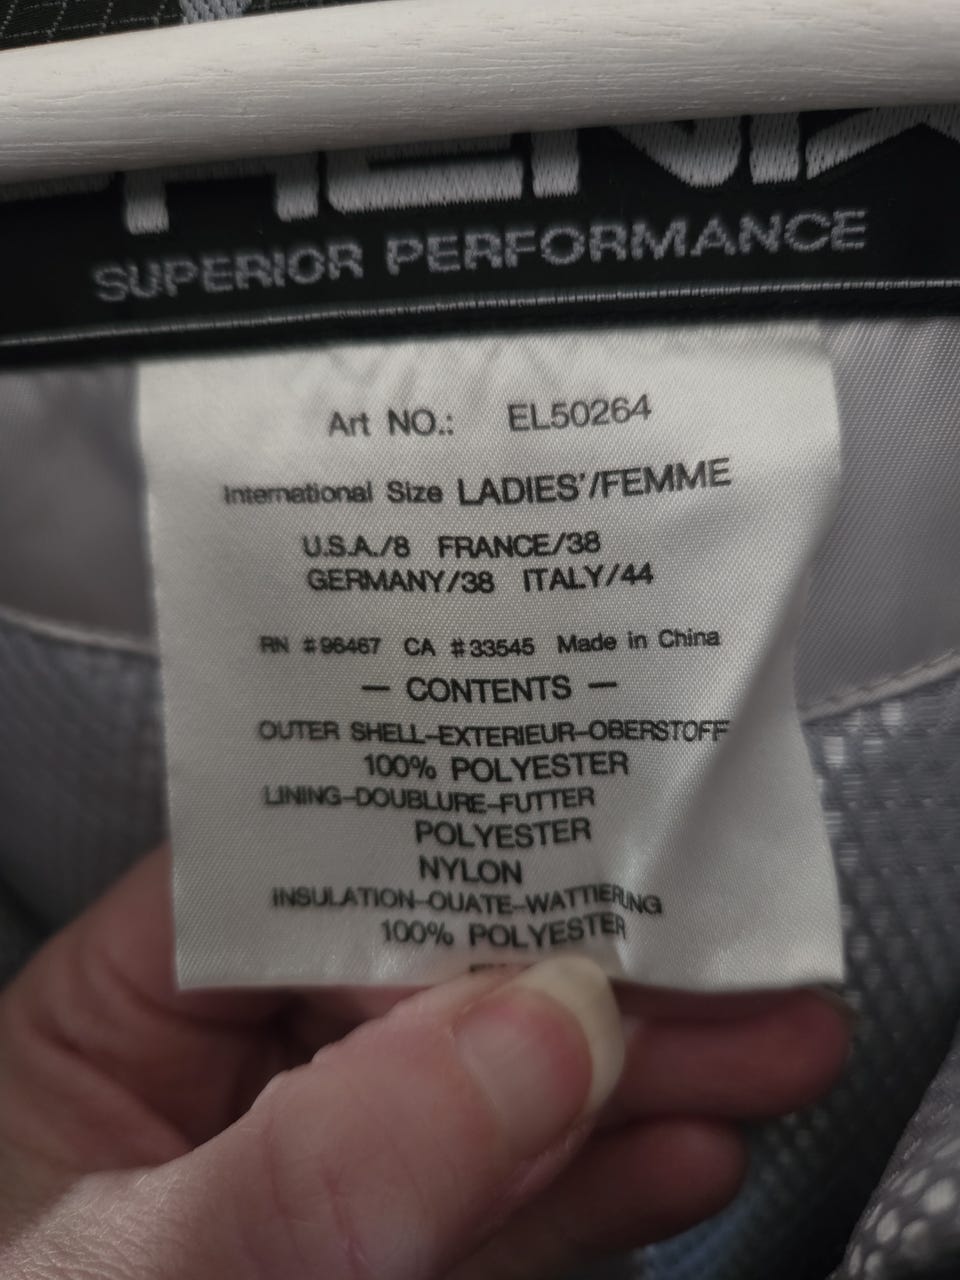 SUPERIOR PERFORMANCE
Art NO.: EL50264
International Size LADIES'/FEMME
U.S.A./8 FRANCE/38
GERMANY/38 ITALY/44
RN #96467 CA #33545 Made in China
— CONTENTS —
OUTER SHELL-EXTERIEUR-OBERSTOFF
100% POLYESTER
LINING-DOUBLURE-FUTTER
POLYESTER
NYLON
INSULATION-OUATE-WATTIERUNG
100% POLYESTER